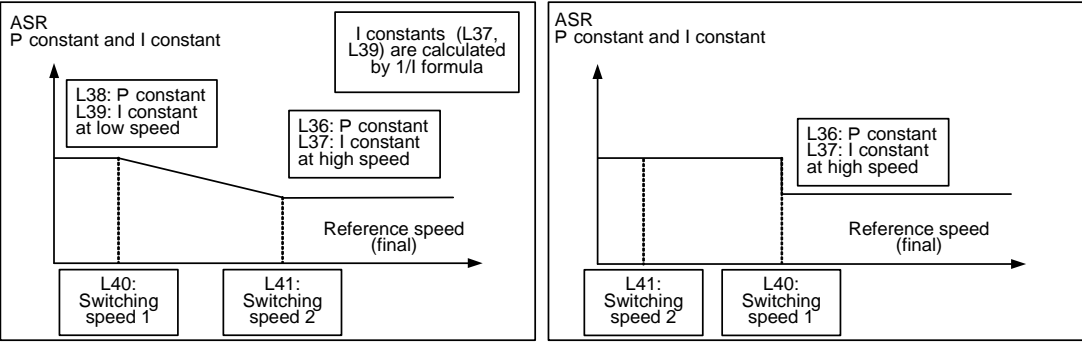 ASR
P constant and I constant
I constants (L37,
L39) are calculated
by 1/I formula
L38: P constant
L39: I constant
at low speed
L36: P constant
L37: I constant
at high speed
Reference speed
(final)
L40:
Switching
speed 1
L41:
Switching
speed 2
ASR
P constant and I constant
L36: P constant
L37: I constant
at high speed
Reference speed
(final)
L41:
Switching
speed 2
L40:
Switching
speed 1